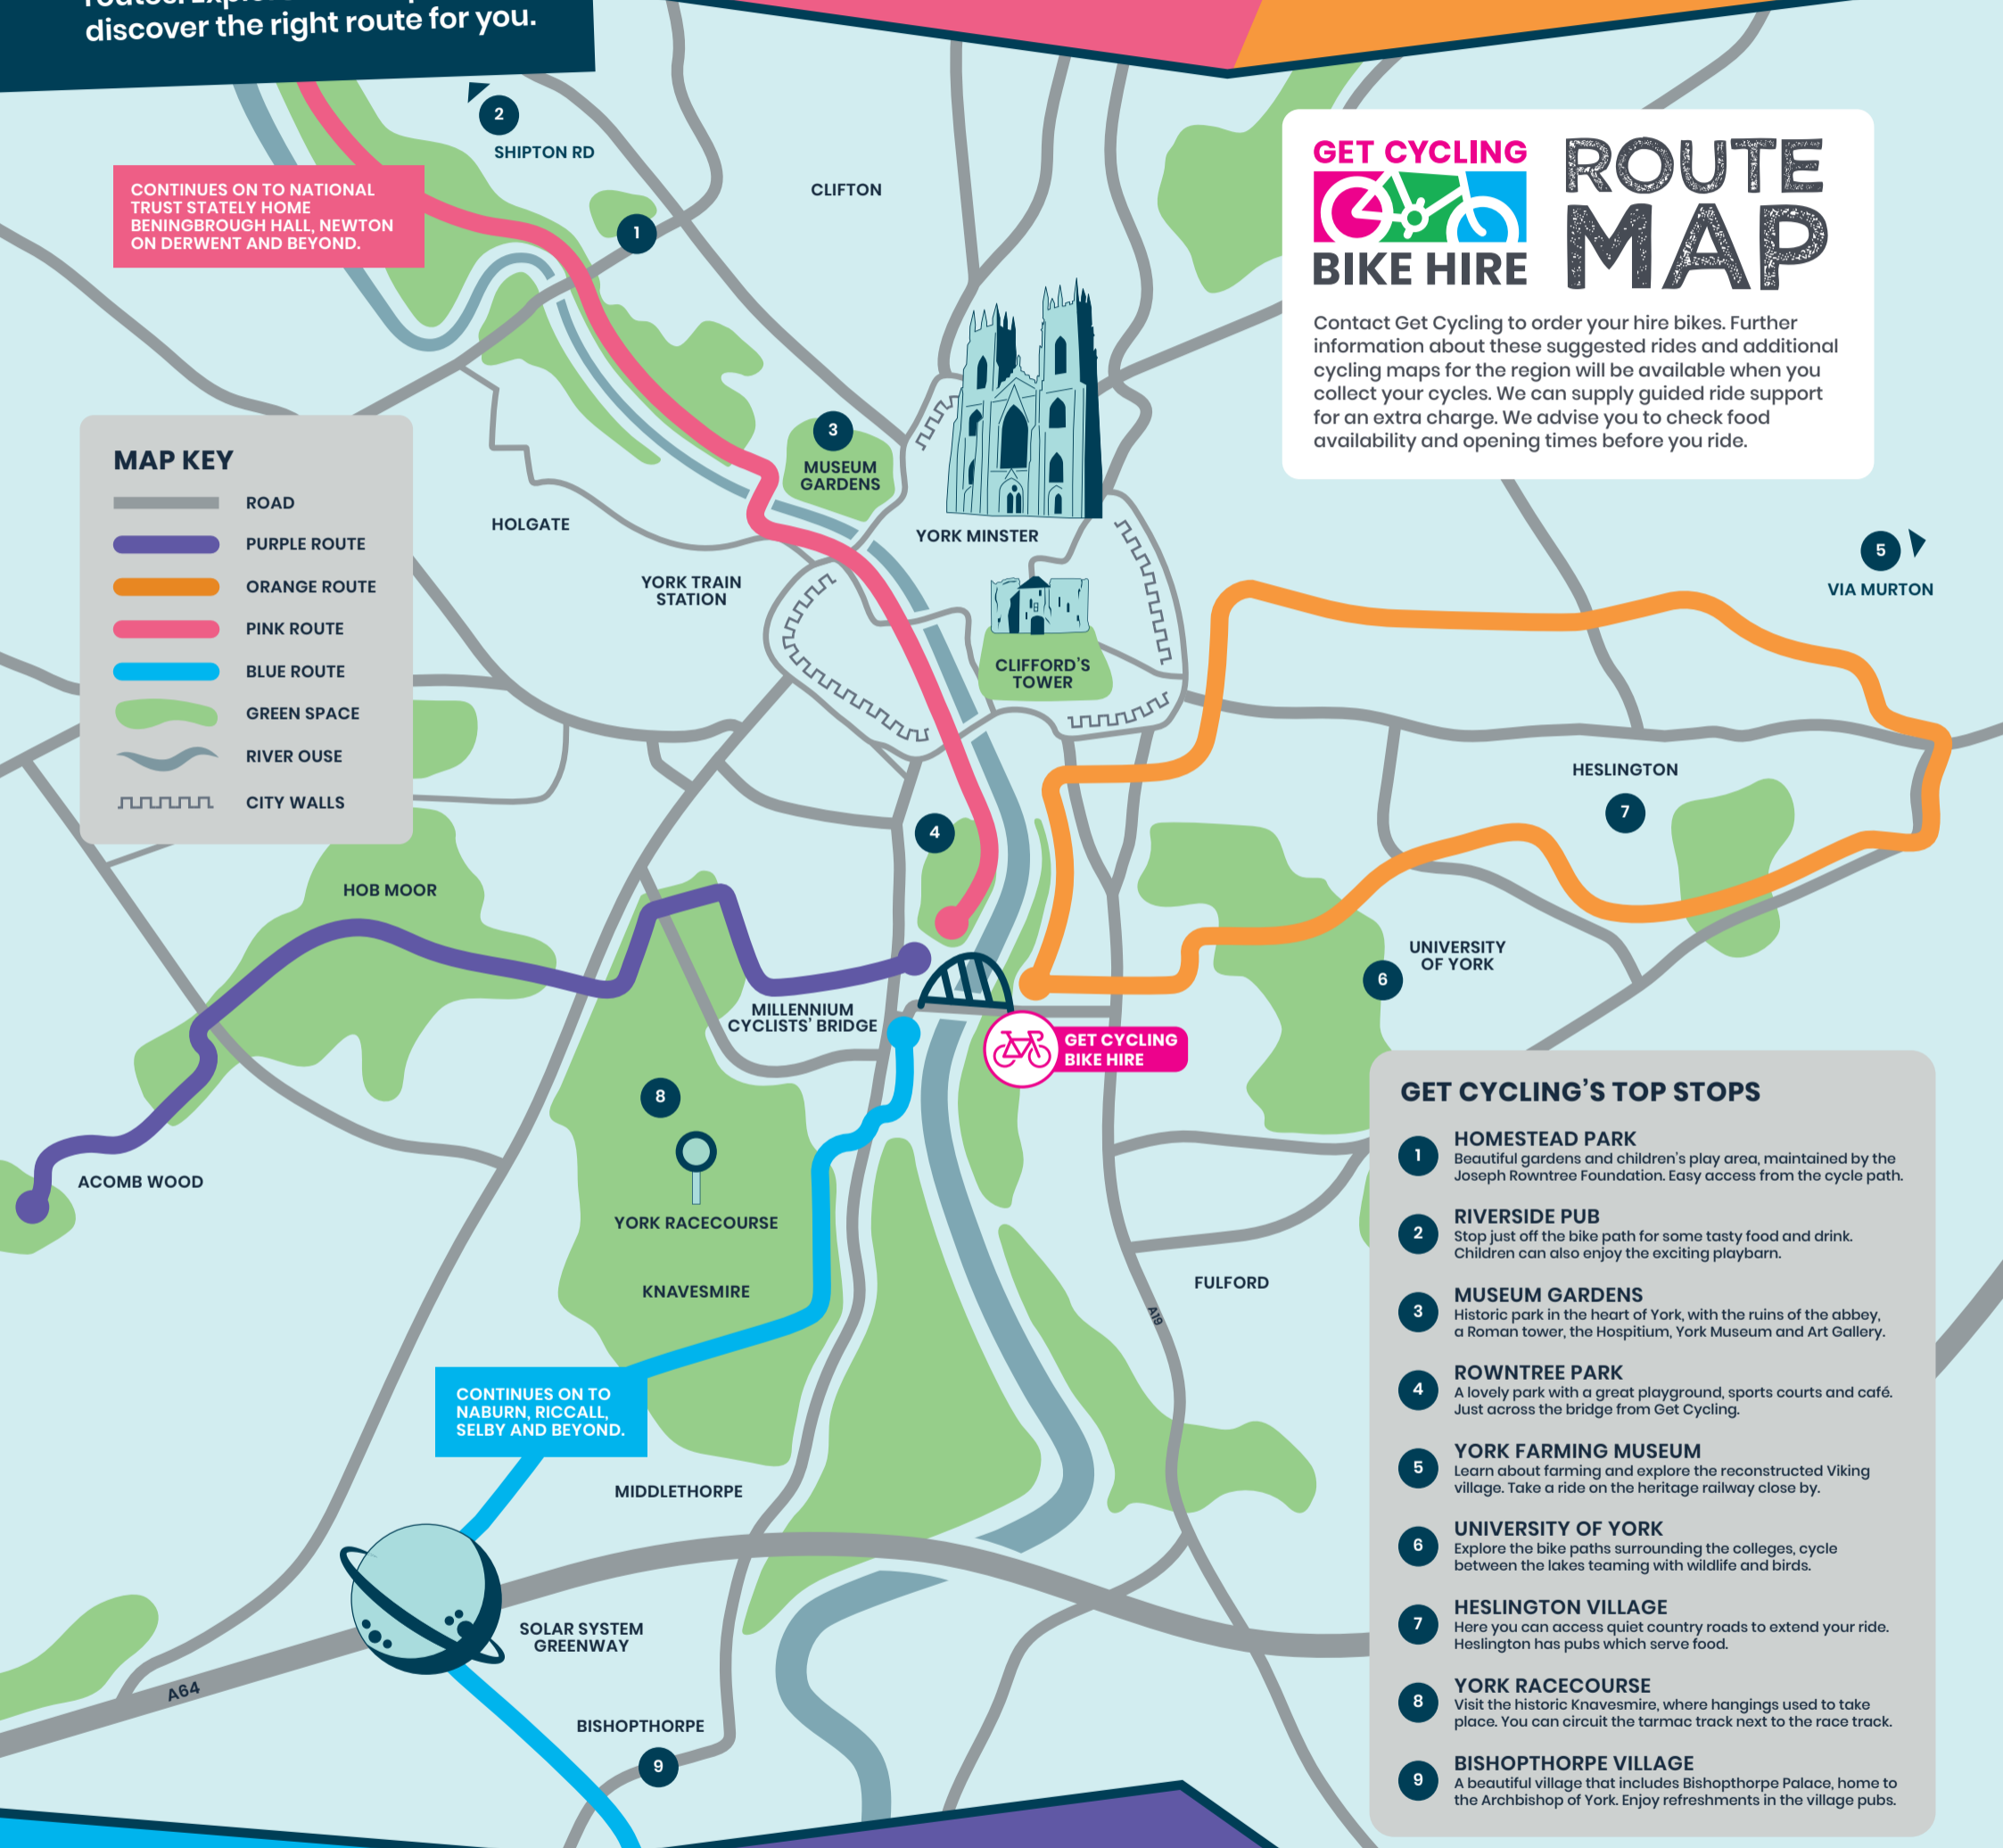 discover the right route for you.
2
SHIPTON RD
CONTINUES ON TO NATIONAL
TRUST STATELY HOME
BENINGBROUGH HALL, NEWTON
ON DERWENT AND BEYOND.
1
CLIFTON
GET CYCLING
BIKE HIRE
ROUTE
MAP
Contact Get Cycling to order your hire bikes. Further
information about these suggested rides and additional
cycling maps for the region will be available when you
collect your cycles. We can supply guided ride support
for an extra charge. We advise you to check food
availability and opening times before you ride.
MAP KEY
ROAD
PURPLE ROUTE
ORANGE ROUTE
PINK ROUTE
BLUE ROUTE
GREEN SPACE
RIVER OUSE
CITY WALLS
3
MUSEUM
GARDENS
HOLGATE
YORK MINSTER
YORK TRAIN
STATION
CLIFFORD'S
TOWER
5
VIA MURTON
HESLINGTON
7
4
HOB MOOR
UNIVERSITY
OF YORK
6
MILLENNIUM
CYCLISTS' BRIDGE
GET CYCLING
BIKE HIRE
8
YORK RACECOURSE
KNAVESMIRE
ACOMB WOOD
FULFORD
A19
CONTINUES ON TO
NABURN, RICCALL,
SELBY AND BEYOND.
MIDDLETHORPE
SOLAR SYSTEM
GREENWAY
A64
BISHOPTHORPE
9
GET CYCLING'S TOP STOPS
1
HOMESTEAD PARK
Beautiful gardens and children's play area, maintained by the
Joseph Rowntree Foundation. Easy access from the cycle path.
2
RIVERSIDE PUB
Stop just off the bike path for some tasty food and drink.
Children can also enjoy the exciting playbarn.
3
MUSEUM GARDENS
Historic park in the heart of York, with the ruins of the abbey,
a Roman tower, the Hospitium, York Museum and Art Gallery.
4
ROWNTREE PARK
A lovely park with a great playground, sports courts and café.
Just across the bridge from Get Cycling.
5
YORK FARMING MUSEUM
Learn about farming and explore the reconstructed Viking
village. Take a ride on the heritage railway close by.
6
UNIVERSITY OF YORK
Explore the bike paths surrounding the colleges, cycle
between the lakes teaming with wildlife and birds.
7
HESLINGTON VILLAGE
Here you can access quiet country roads to extend your ride.
Heslington has pubs which serve food.
8
YORK RACECOURSE
Visit the historic Knavesmire, where hangings used to take
place. You can circuit the tarmac track next to the race track.
9
BISHOPTHORPE VILLAGE
A beautiful village that includes Bishopthorpe Palace, home to
the Archbishop of York. Enjoy refreshments in the village pubs.